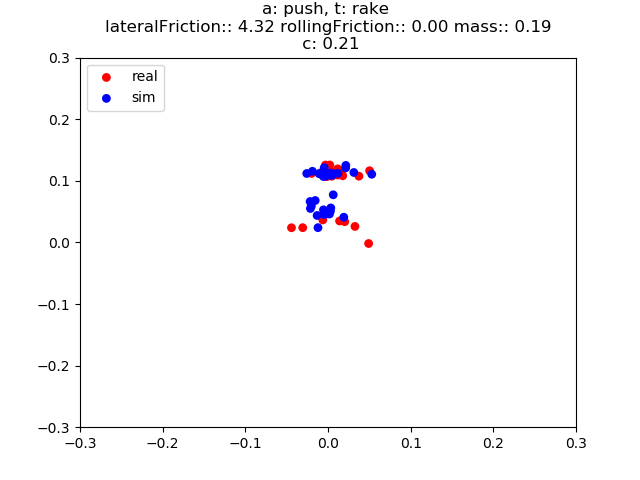 a: push, t: rake
lateralFriction:: 4.32 rollingFriction:: 0.00 mass:: 0.19
c: 0.21
real
sim
0.3
0.2
0.1
0.0
−0.1
−0.2
−0.3
−0.3
−0.2
−0.1
0.0
0.1
0.2
0.3